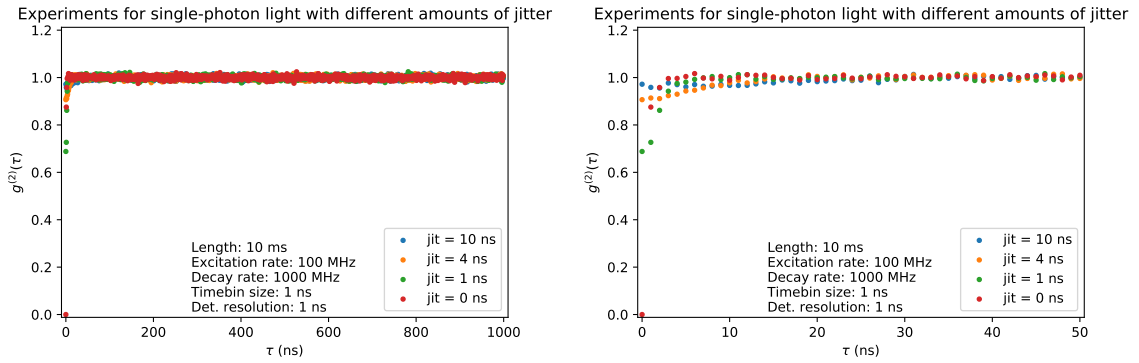 Experiments for single-photon light with different amounts of jitter
1.2
1.0
0.8
0.6
0.4
0.2
0.0
g^(2)(τ)
Length: 10 ms
Excitation rate: 100 MHz
Decay rate: 1000 MHz
Timebin size: 1 ns
Det. resolution: 1 ns
jit = 10 ns
jit = 4 ns
jit = 1 ns
jit = 0 ns
0 200 400 600 800 1000
τ (ns)
Experiments for single-photon light with different amounts of jitter
1.2
1.0
0.8
0.6
0.4
0.2
0.0
g^(2)(τ)
Length: 10 ms
Excitation rate: 100 MHz
Decay rate: 1000 MHz
Timebin size: 1 ns
Det. resolution: 1 ns
jit = 10 ns
jit = 4 ns
jit = 1 ns
jit = 0 ns
0 10 20 30 40 50
τ (ns)